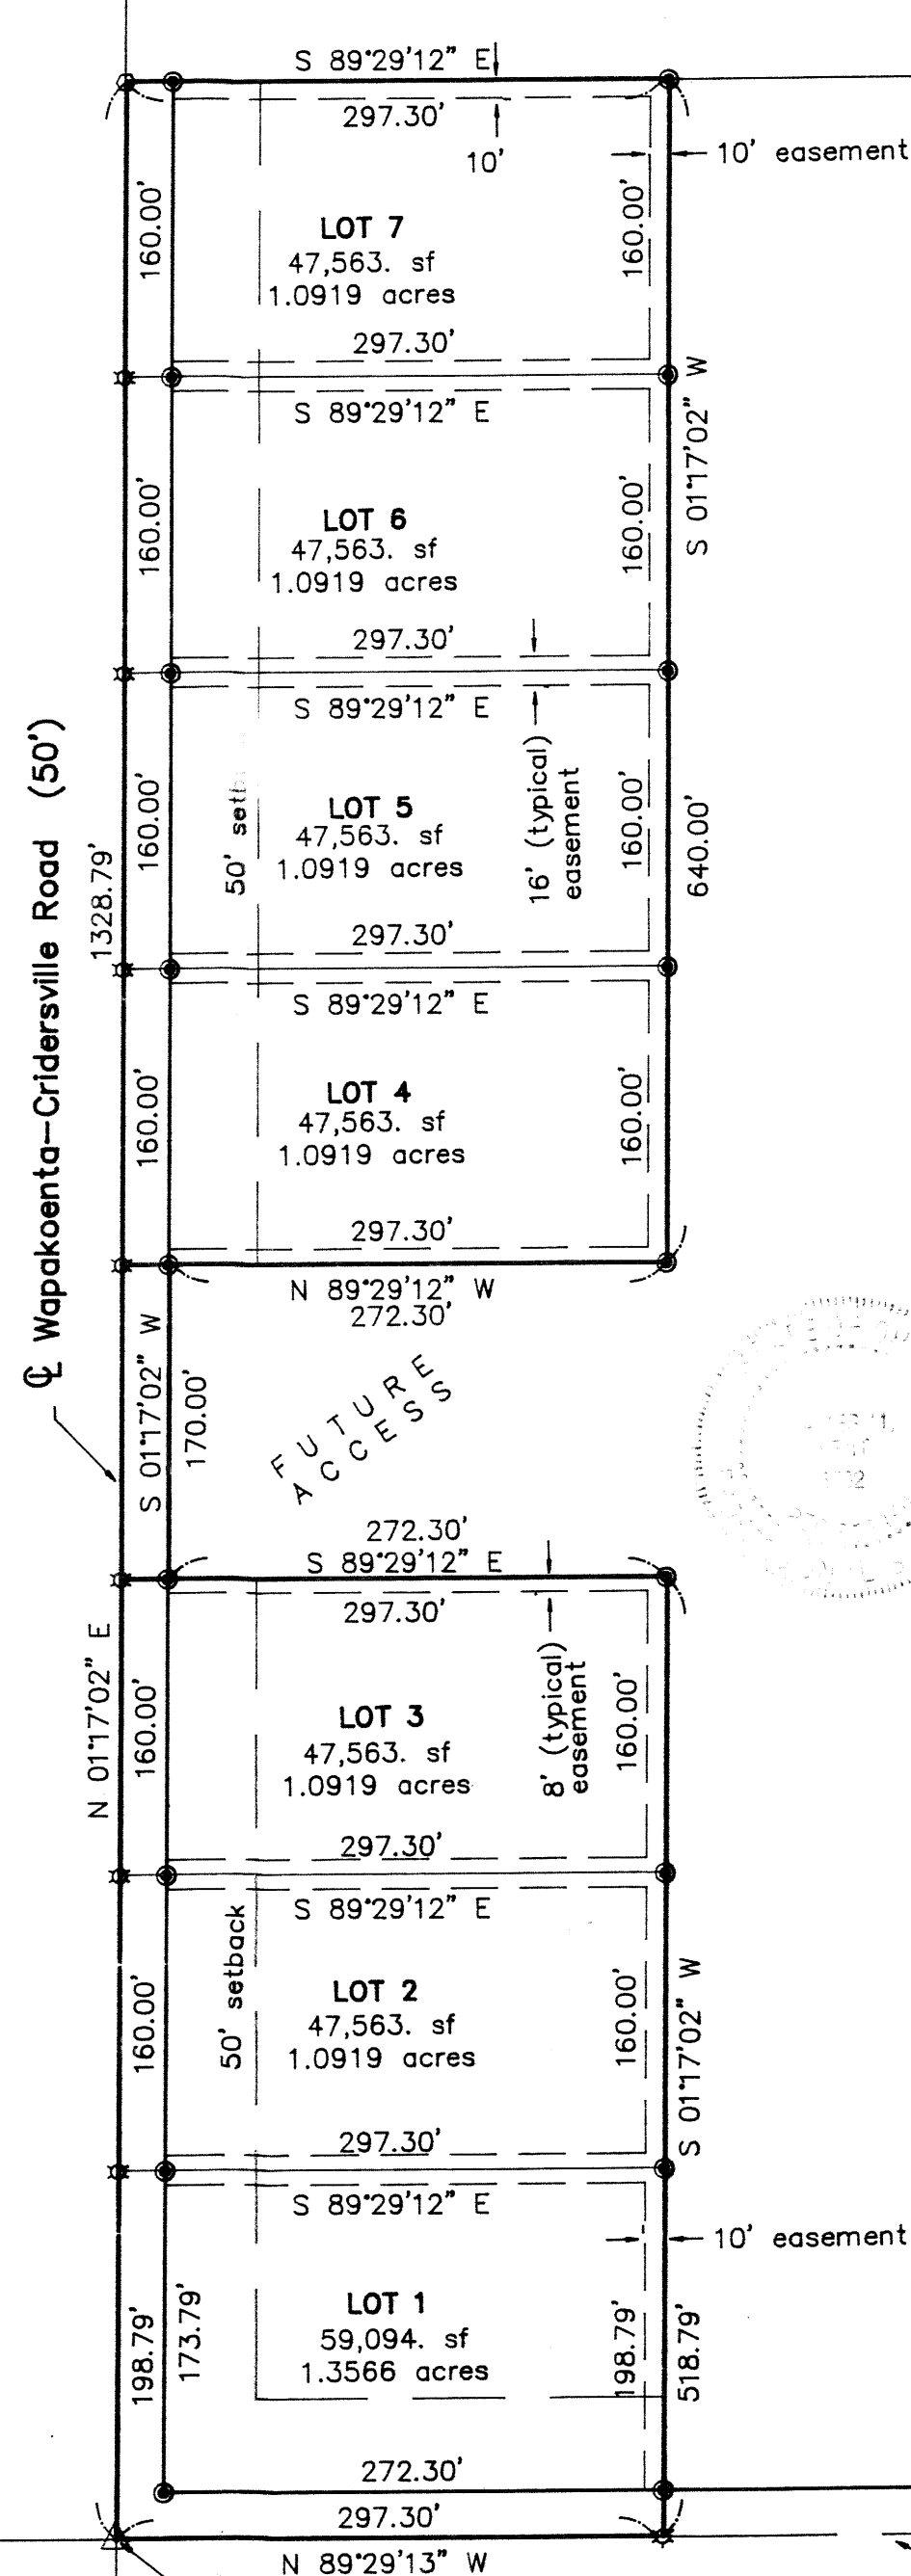 S 89°29'12" E
297.30'
10'
10' easement
160.00'
160.00'
LOT 7
47,563. sf
1.0919 acres
297.30'
S 89°29'12" E
S 01°17'02" W
160.00'
160.00'
LOT 6
47,563. sf
1.0919 acres
297.30'
S 89°29'12" E
16' (typical)
easement
℄ Wapakoenta-Cridersville Road (50')
1328.79'
160.00'
50'
160.00'
640.00'
LOT 5
47,563. sf
1.0919 acres
297.30'
S 89°29'12" E
160.00'
160.00'
LOT 4
47,563. sf
1.0919 acres
297.30'
N 89°29'12" W
272.30'
S 01°17'02" W
170.00'
FUTURE
ACCESS
272.30'
S 89°29'12" E
297.30'
N 01°17'02" E
160.00'
8' (typical)
easement
160.00'
LOT 3
47,563. sf
1.0919 acres
297.30'
S 89°29'12" E
160.00'
50' setback
160.00'
S 01°17'02" W
LOT 2
47,563. sf
1.0919 acres
297.30'
S 89°29'12" E
10' easement
198.79'
173.79'
LOT 1
59,094. sf
1.3566 acres
198.79'
518.79'
272.30'
297.30'
N 89°29'13" W